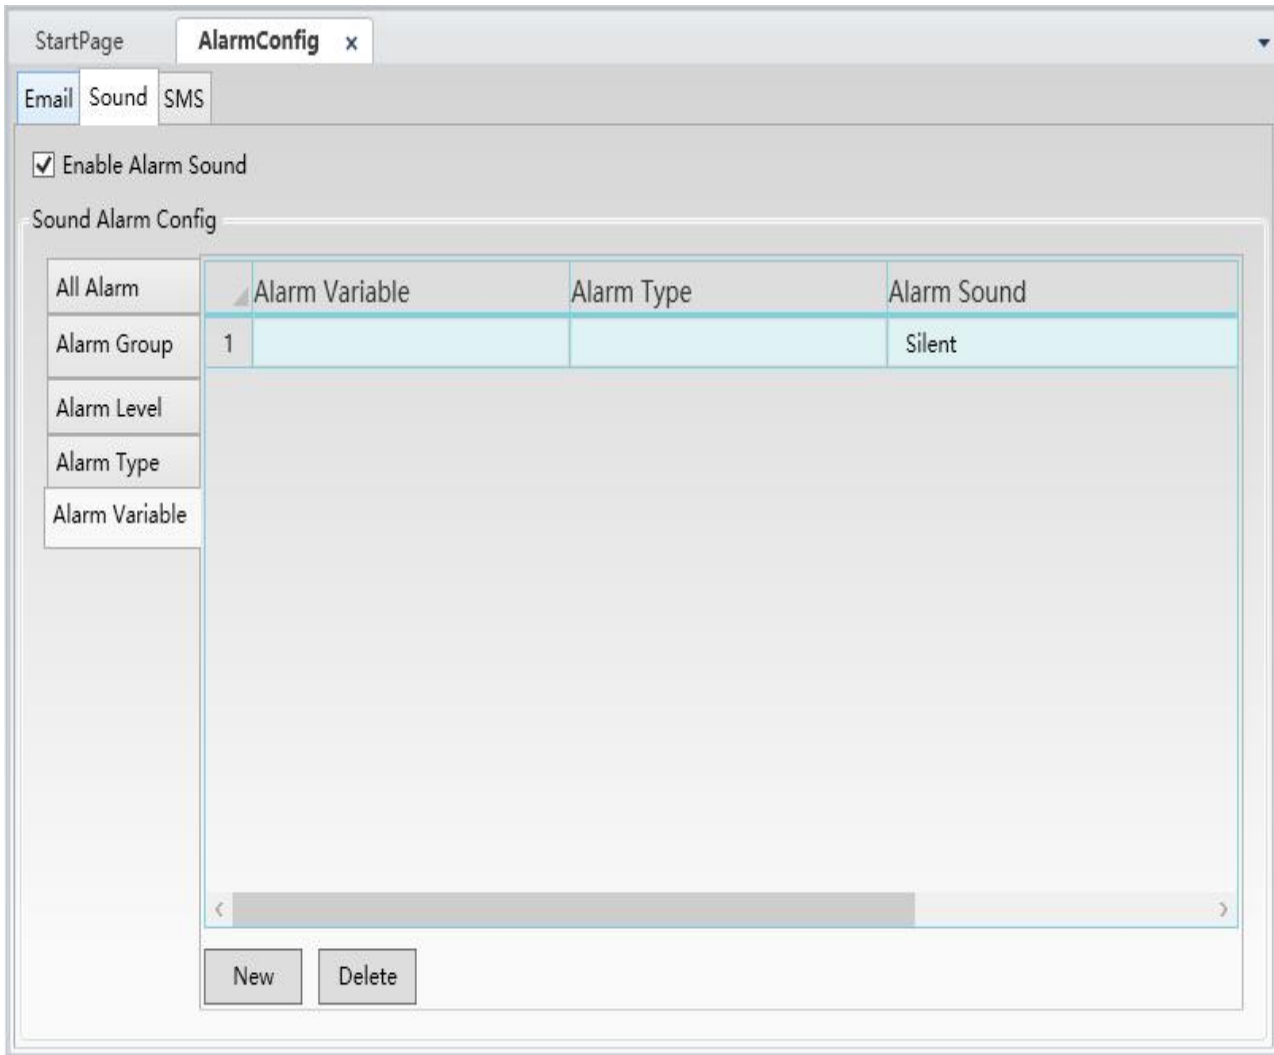 StartPage AlarmConfig x
Email Sound SMS
Enable Alarm Sound
Sound Alarm Config
All Alarm
Alarm Group
Alarm Level
Alarm Type
Alarm Variable
Alarm Variable Alarm Type Alarm Sound
1 Silent
New Delete